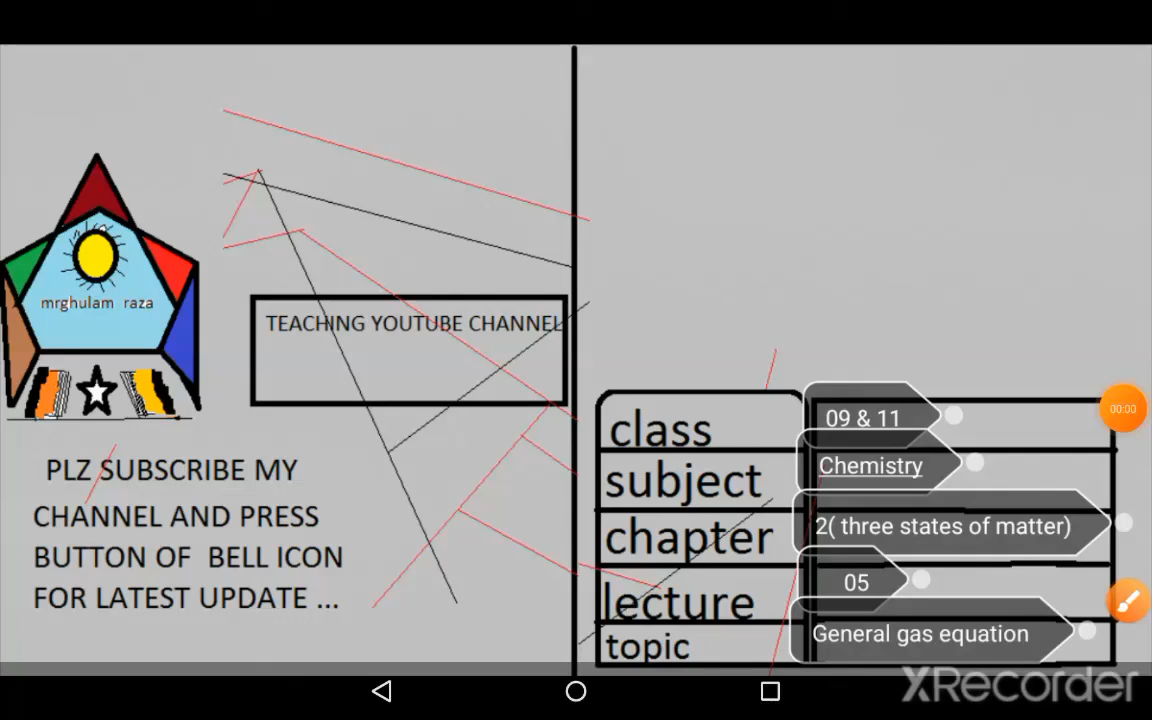 mrghulam raza
TEACHING YOUTUBE CHANNEL
PLZ SUBSCRIBE MY
CHANNEL AND PRESS
BUTTON OF BELL ICON
FOR LATEST UPDATE ...
class 09 & 11
subject Chemistry
chapter 2( three states of matter)
lecture 05
topic General gas equation
00:00
XRecorder